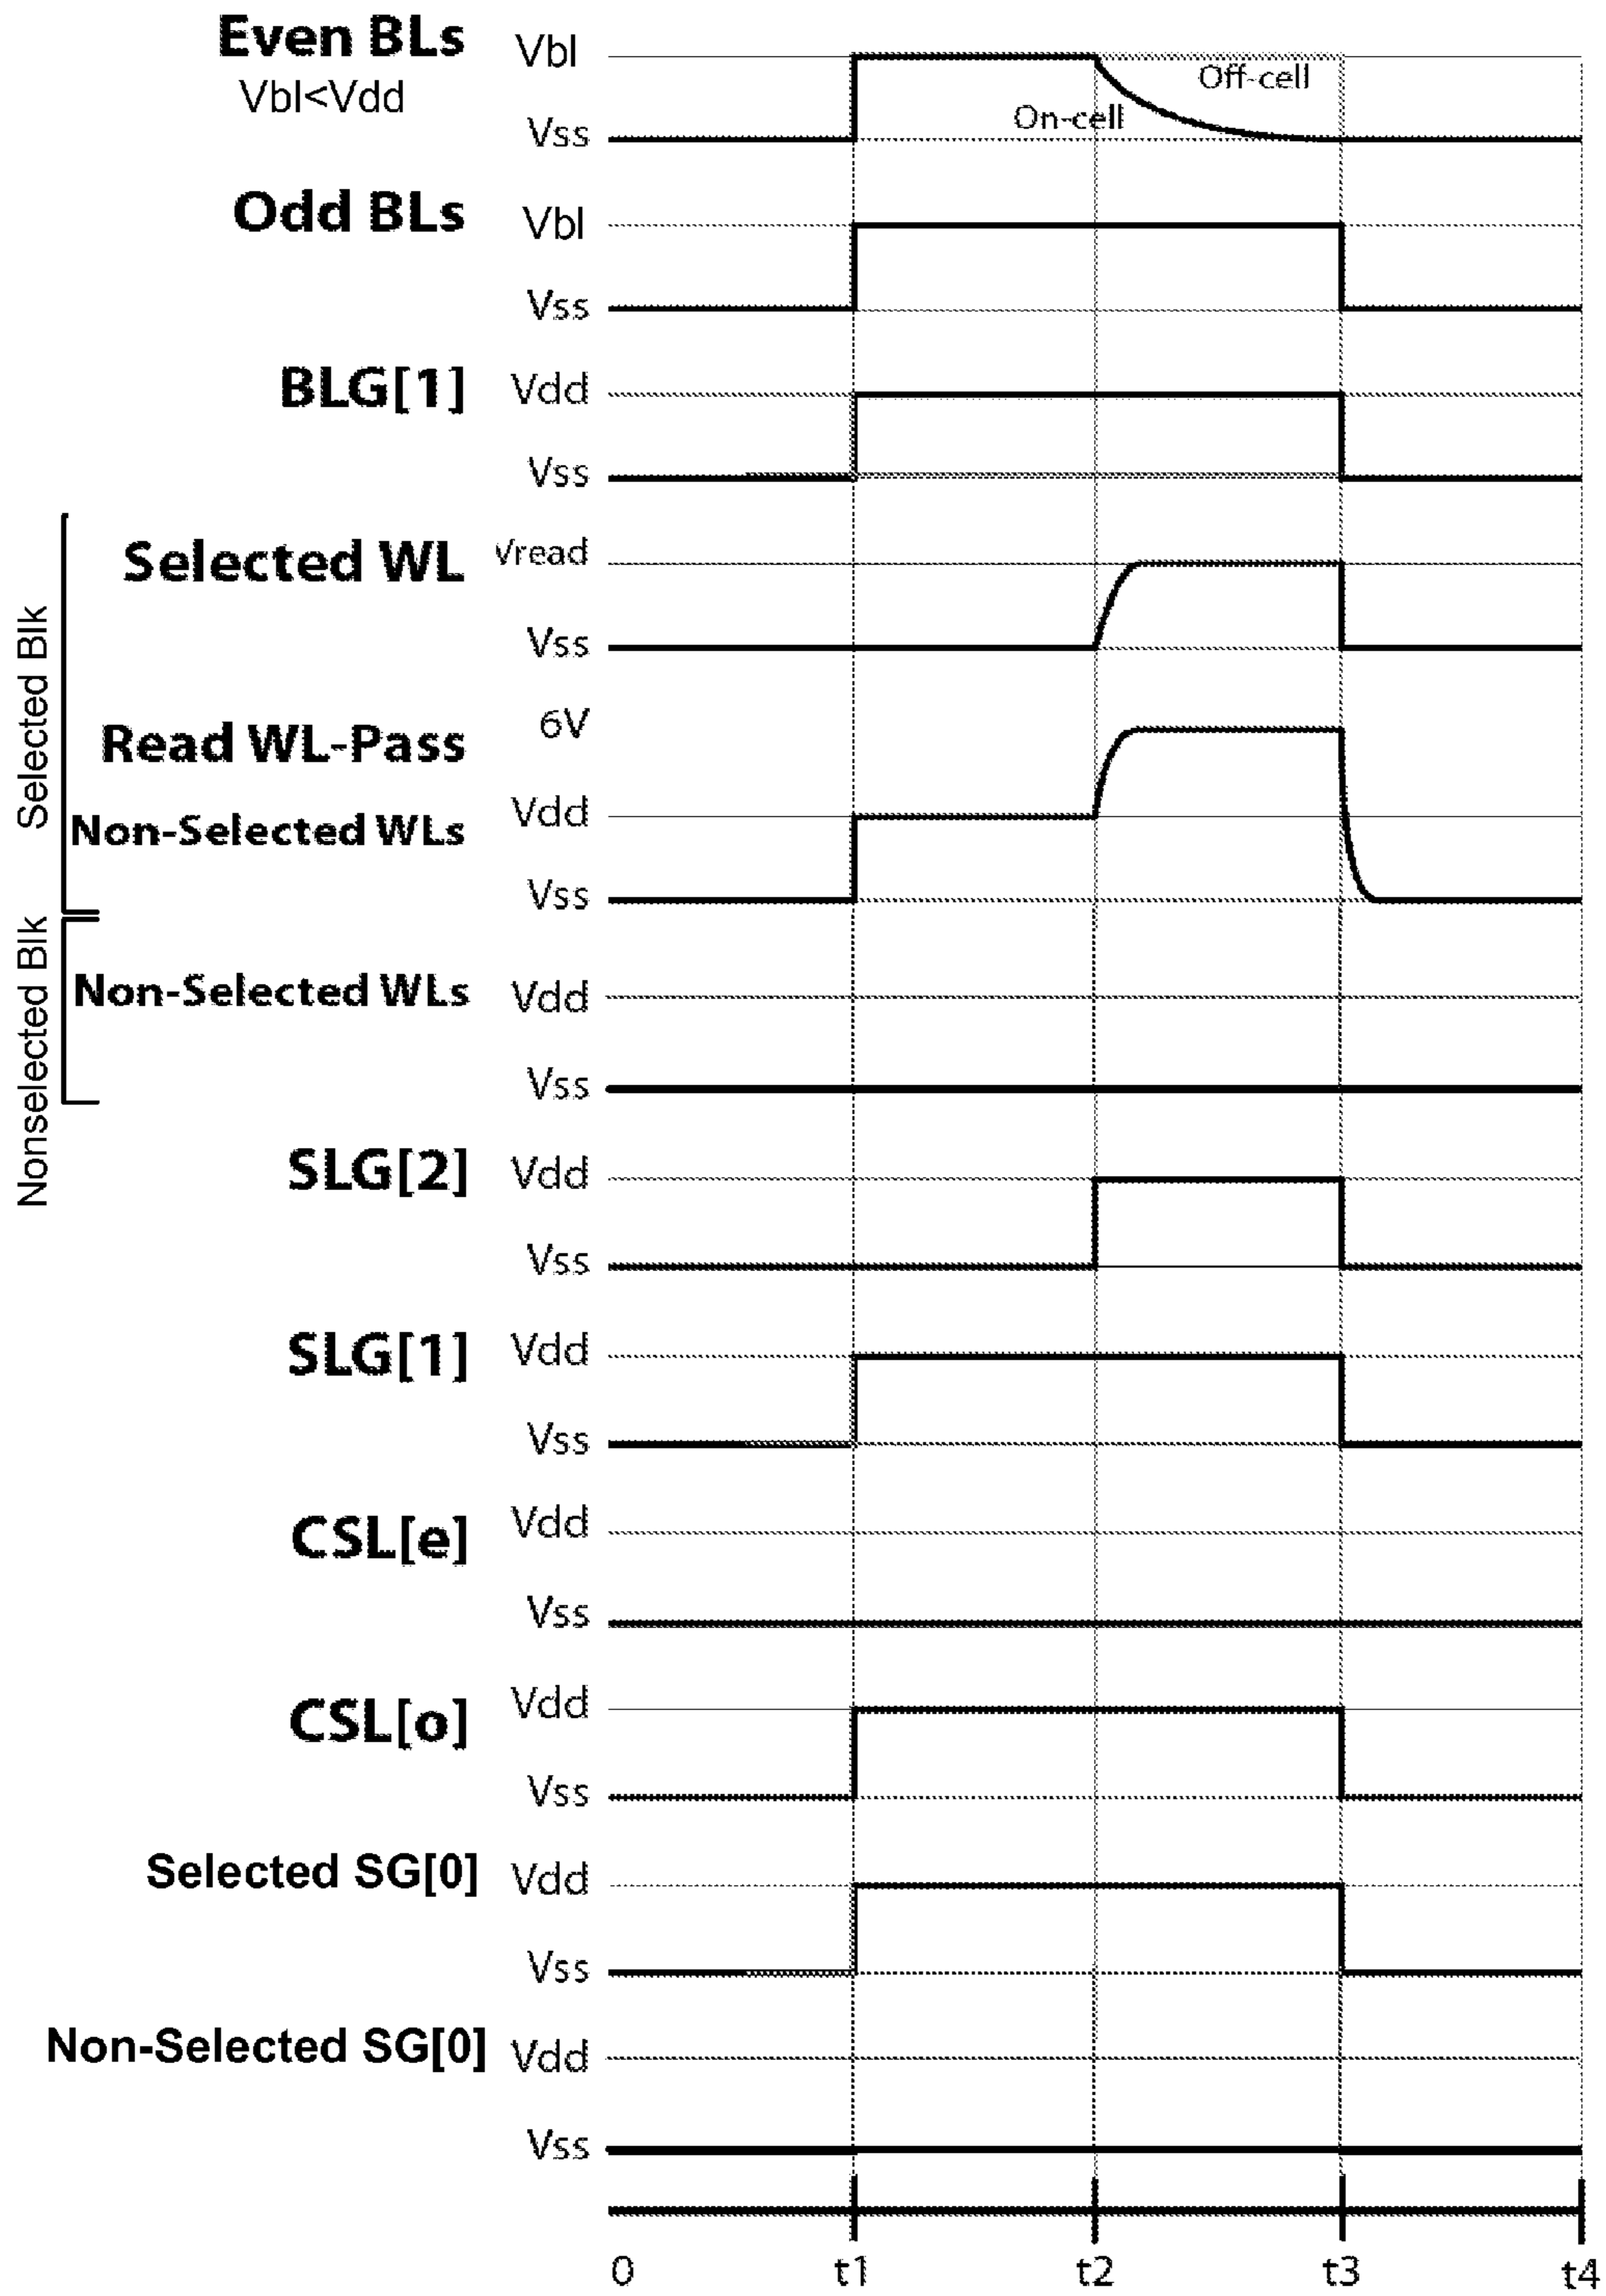 Even BLs
Vbl<Vdd
Vbl
Vss
Off-cell
On-cell
Odd BLs
Vbl
Vss
BLG[1]
Vdd
Vss
Selected Blk
Selected WL
Vread
Vss
Read WL-Pass
Non-Selected WLs
6V
Vdd
Vss
Nonselected Blk
Non-Selected WLs
Vdd
Vss
SLG[2]
Vdd
Vss
SLG[1]
Vdd
Vss
CSL[e]
Vdd
Vss
CSL[o]
Vdd
Vss
Selected SG[0]
Vdd
Vss
Non-Selected SG[0]
Vdd
Vss
0 t1 t2 t3 t4